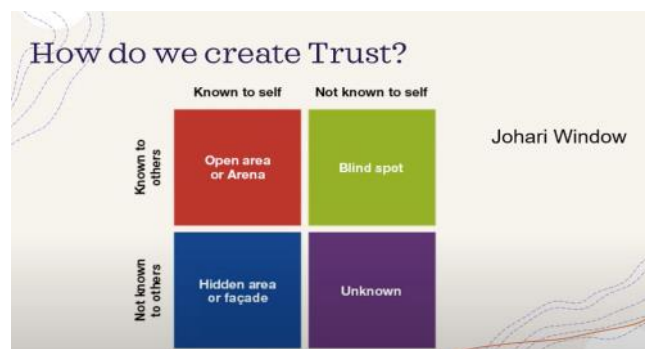 How do we create Trust?
Known to self
Not known to self
Known to
others
Open area
or Arena
Blind spot
Johari Window
Not known
to others
Hidden area
or façade
Unknown